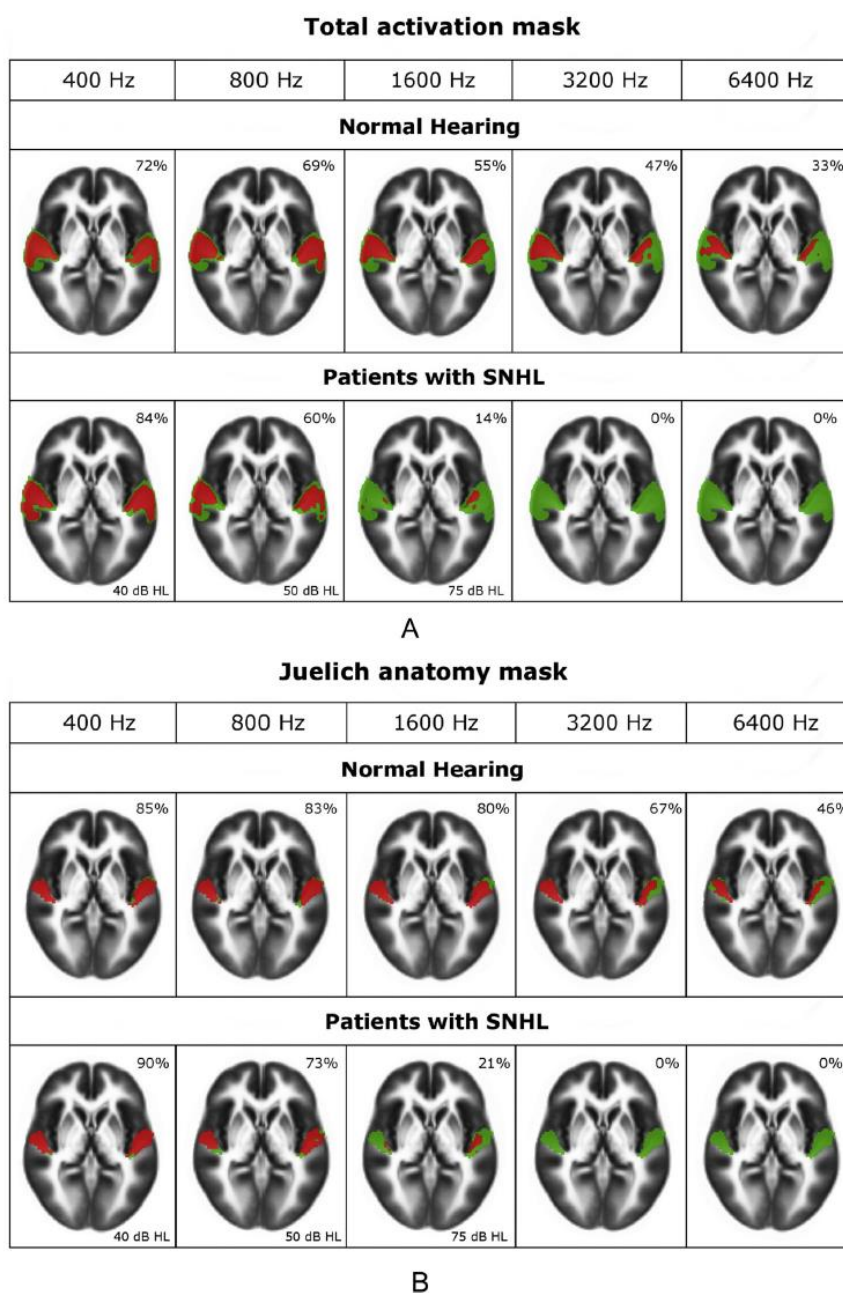 Total activation mask
400 Hz 800 Hz 1600 Hz 3200 Hz 6400 Hz
Normal Hearing
72% 69% 55% 47% 33%
Patients with SNHL
84% 60% 14% 0% 0%
40 dB HL 50 dB HL 75 dB HL
A
Juelich anatomy mask
400 Hz 800 Hz 1600 Hz 3200 Hz 6400 Hz
Normal Hearing
85% 83% 80% 67% 46%
Patients with SNHL
90% 73% 21% 0% 0%
40 dB HL 50 dB HL 75 dB HL
B